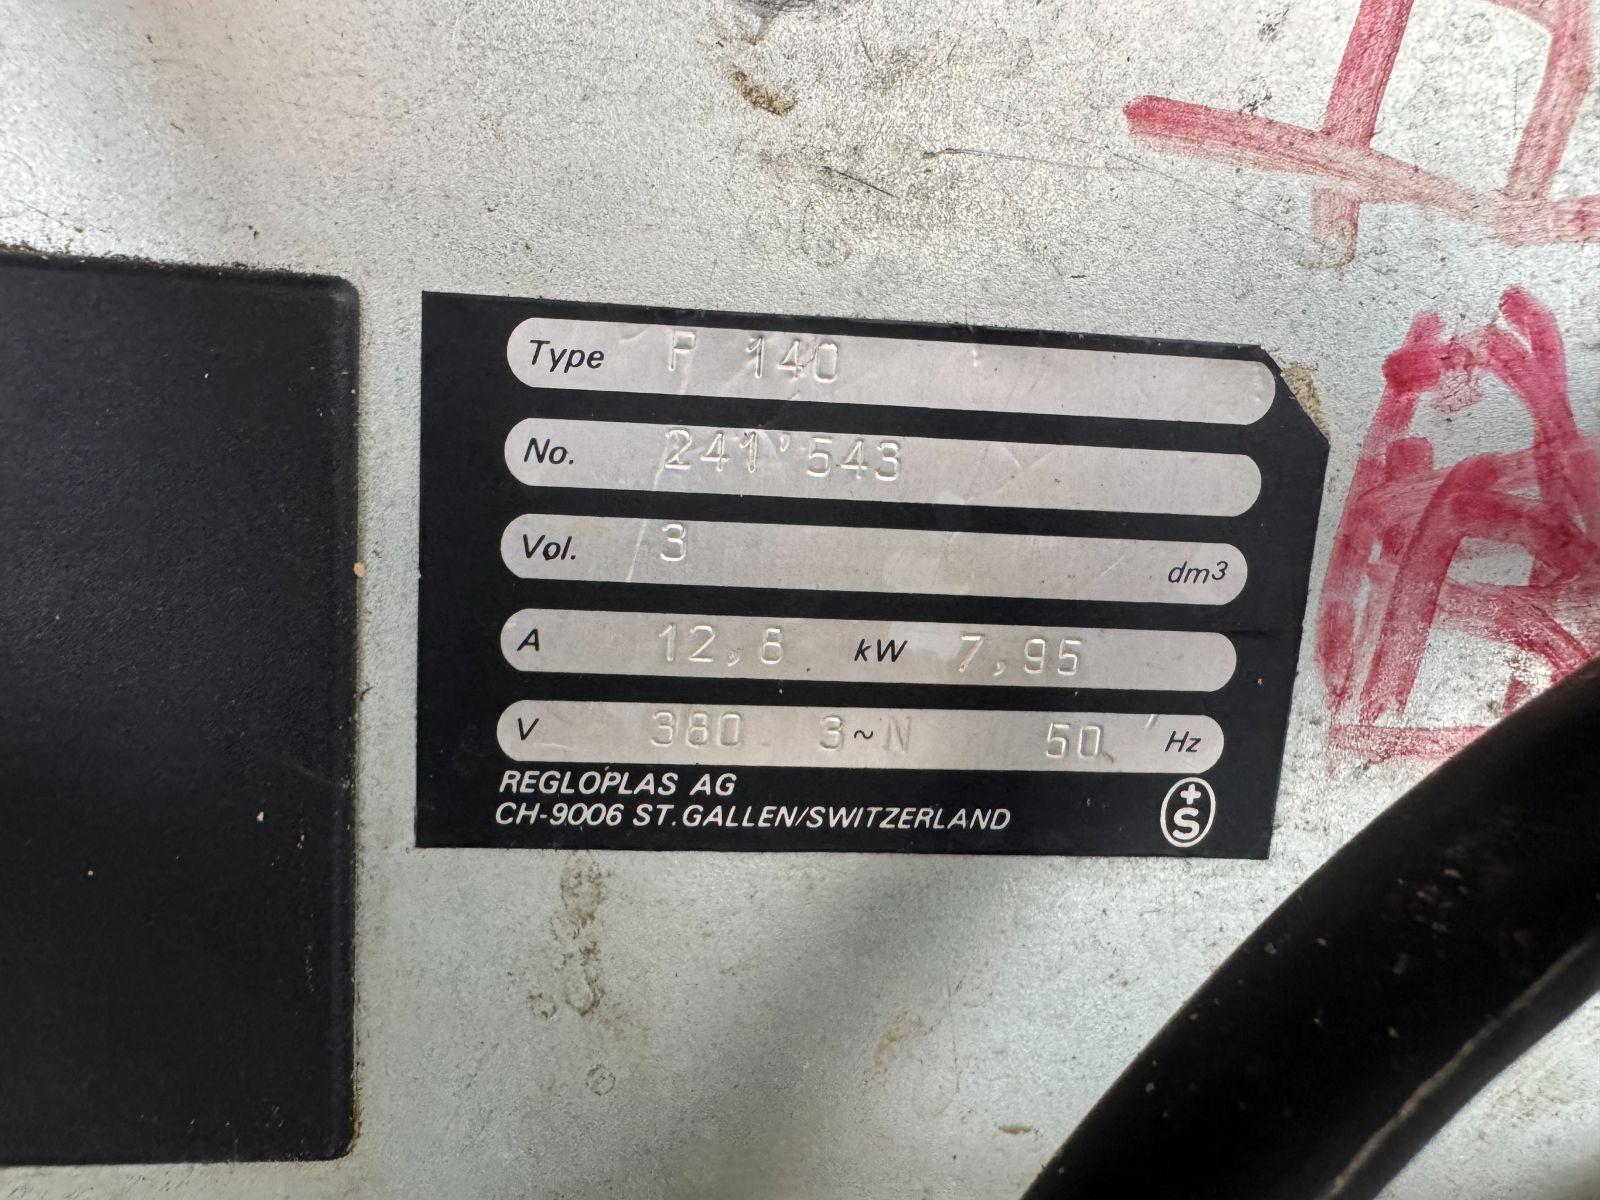 Type P 140
No. 241'543
Vol. 3 dm3
A 12,8 kW 7,95
V 380 3~N 50 Hz
REGLOPLAS AG
CH-9006 ST.GALLEN/SWITZERLAND
+S